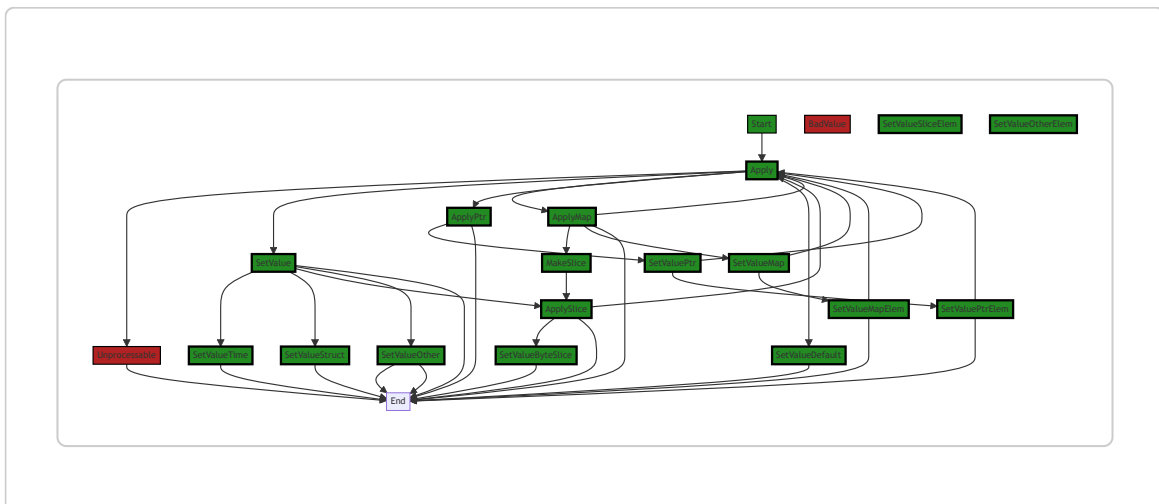 Start
BadValue
SetValueSliceElem
SetValueOtherElem
Apply
ApplyPtr
ApplyMap
SetValue
MakeSlice
SetValuePtr
SetValueMap
ApplySlice
SetValueMapElem
SetValuePtrElem
Unprocessable
SetValueTime
SetValueStruct
SetValueOther
SetValueByteSlice
SetValueDefault
End